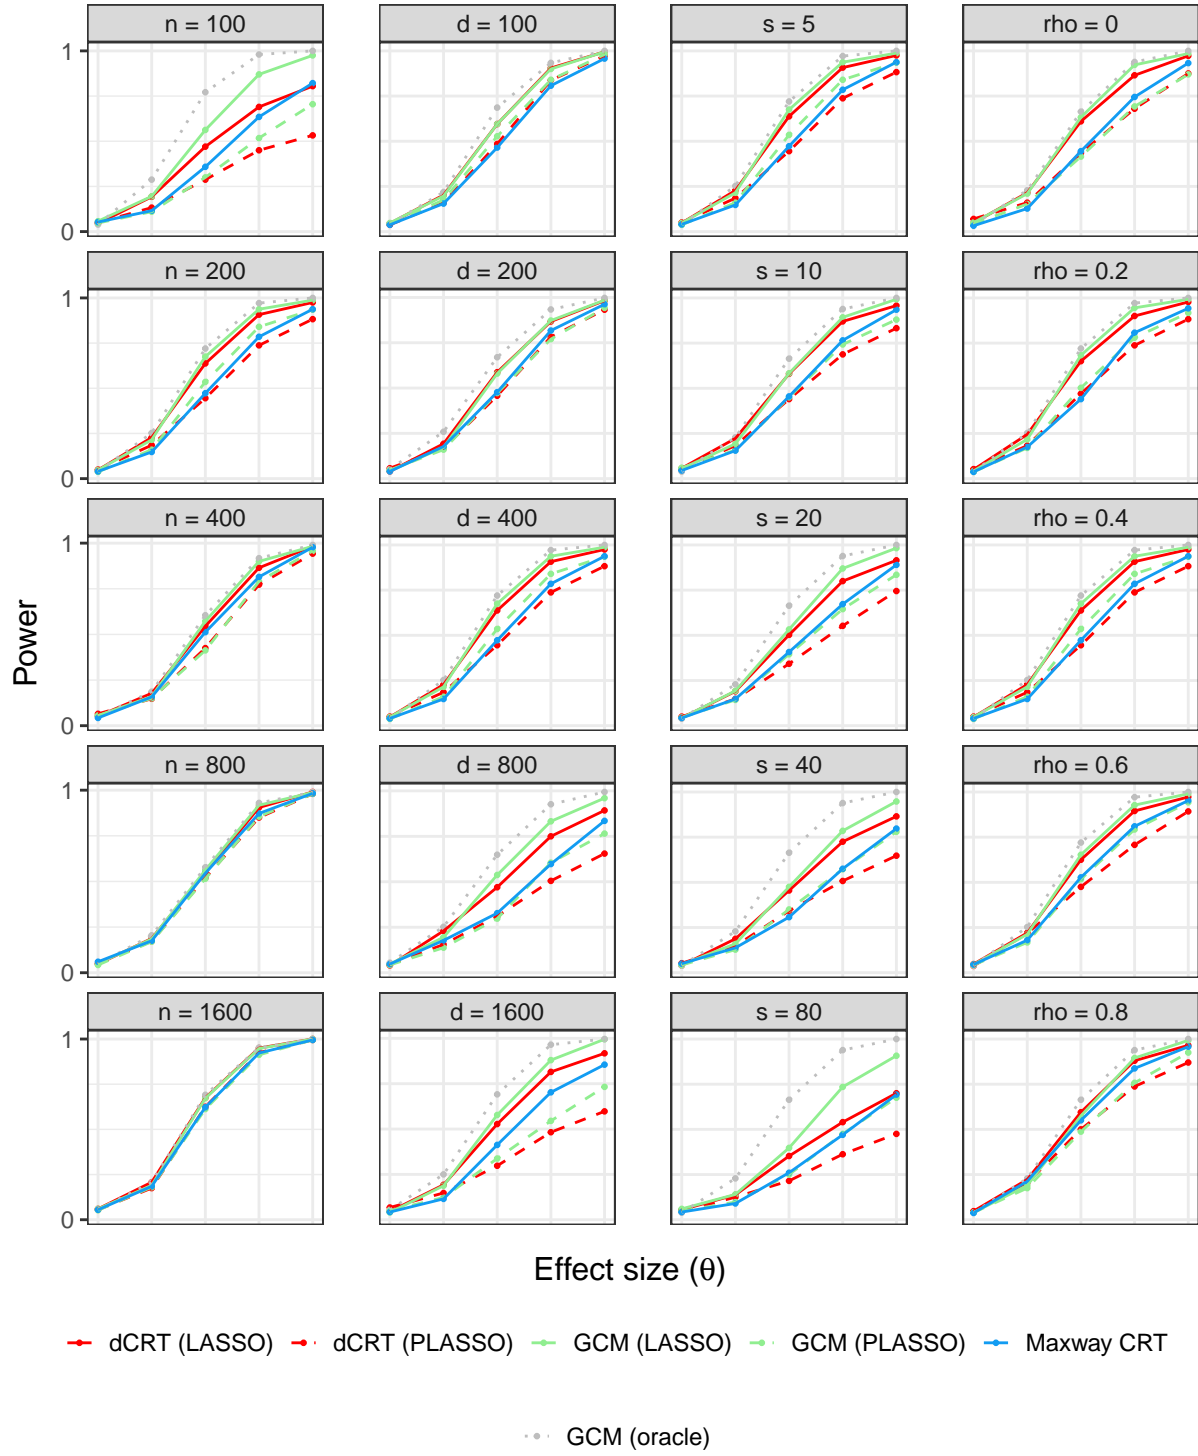 n = 100 d = 100 s = 5 rho = 0
1
0
n = 200 d = 200 s = 10 rho = 0.2
1
0
n = 400 d = 400 s = 20 rho = 0.4
1
0
n = 800 d = 800 s = 40 rho = 0.6
1
0
n = 1600 d = 1600 s = 80 rho = 0.8
1
0
Power
Effect size (θ)
dCRT (LASSO) dCRT (PLASSO) GCM (LASSO) GCM (PLASSO) Maxway CRT
GCM (oracle)